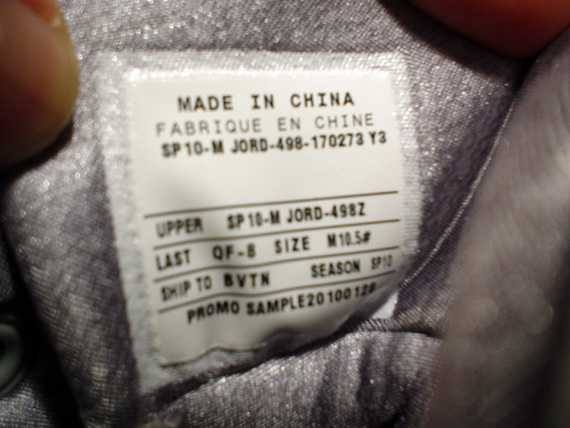 MADE IN CHINA
FABRIQUE EN CHINE
SP10-M JORD-498-170273 Y3
UPPER SP10-M JORD-498Z
LAST QF-8 SIZE M10.5#
SHIP TO BVTN SEASON SP10
PROMO SAMPLE20100126